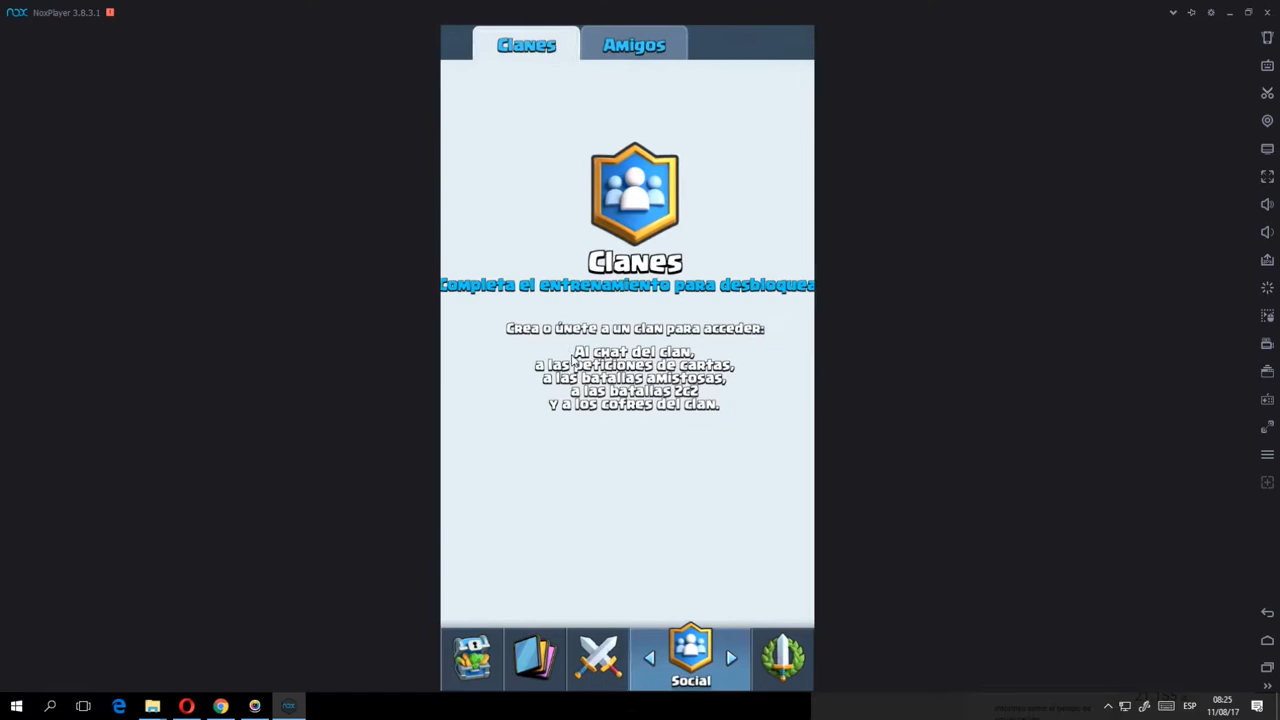 nox NoxPlayer 3.8.3.1
Clanes
Amigos
Clanes
Completa el entrenamiento para desbloquea
Crea o únete a un clan para acceder:
Al chat del clan,
a las peticiones de cartas,
a las batallas amistosas,
a las batallas 2c2
y a los cofres del clan.
Social
ESP
08:25
11/08/17